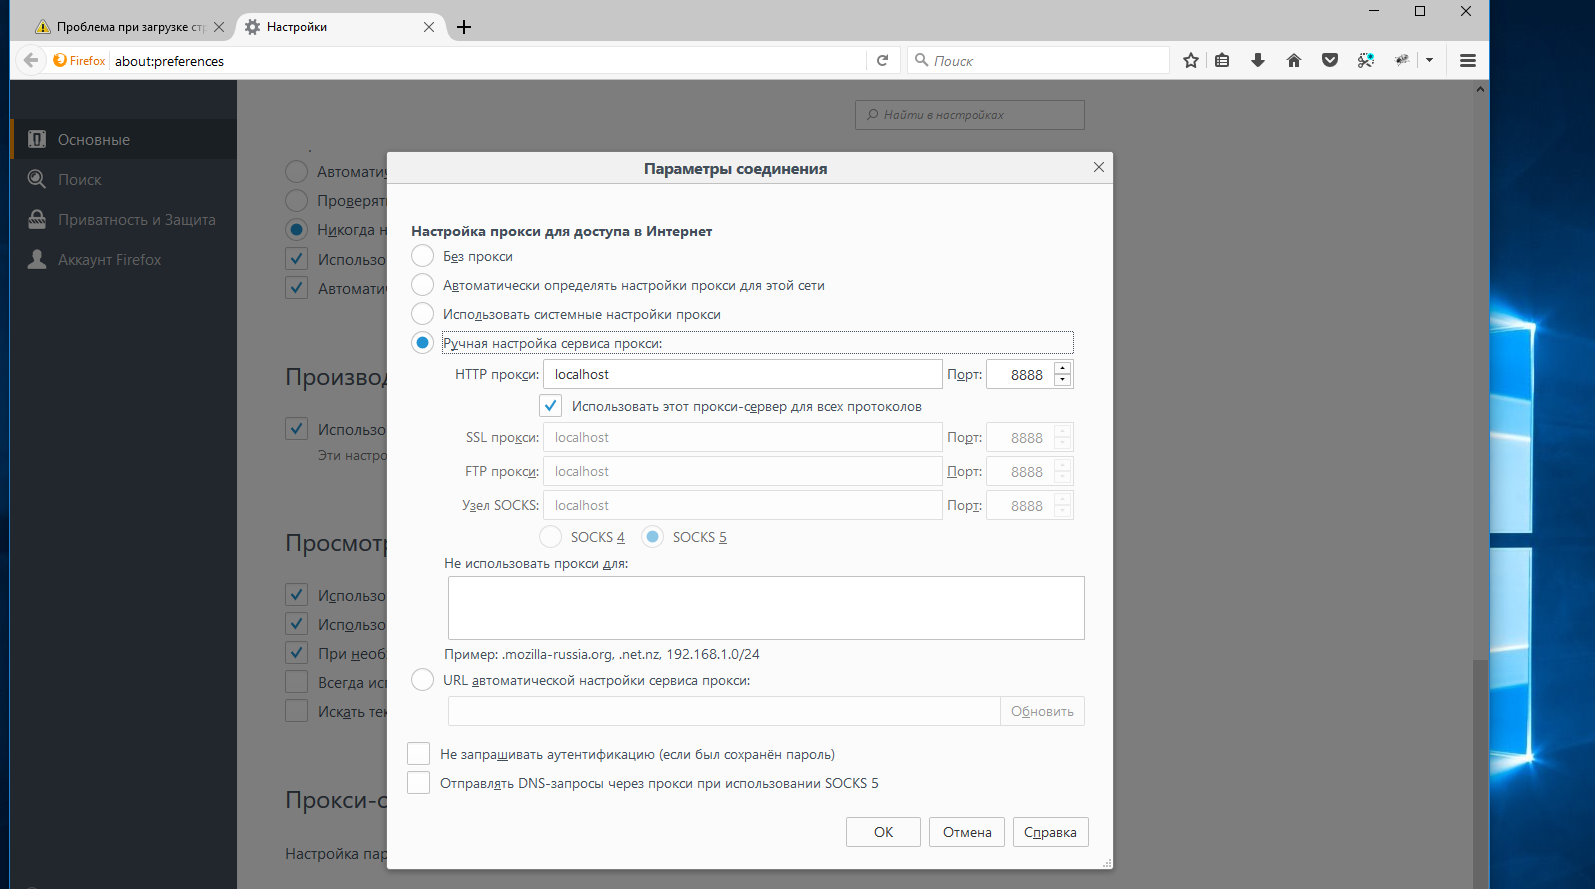 Проблема при загрузке стр
Настройки
Firefox about:preferences
Поиск
Найти в настройках
Основные
Поиск
Приватность и Защита
Аккаунт Firefox
Автомати
Проверят
Никогда н
Использо
Автомати
Производ
Использо
Эти настро
Просмотр
Использо
Использо
При необ
Всегда ис
Искать те
Прокси-с
Настройка пар
Параметры соединения
Настройка прокси для доступа в Интернет
Без прокси
Автоматически определять настройки прокси для этой сети
Использовать системные настройки прокси
Ручная настройка сервиса прокси:
HTTP прокси: localhost Порт: 8888
Использовать этот прокси-сервер для всех протоколов
SSL прокси: localhost Порт: 8888
FTP прокси: localhost Порт: 8888
Узел SOCKS: localhost Порт: 8888
SOCKS 4 SOCKS 5
Не использовать прокси для:
Пример: .mozilla-russia.org, .net.nz, 192.168.1.0/24
URL автоматической настройки сервиса прокси:
Обновить
Не запрашивать аутентификацию (если был сохранён пароль)
Отправлять DNS-запросы через прокси при использовании SOCKS 5
ОК Отмена Справка